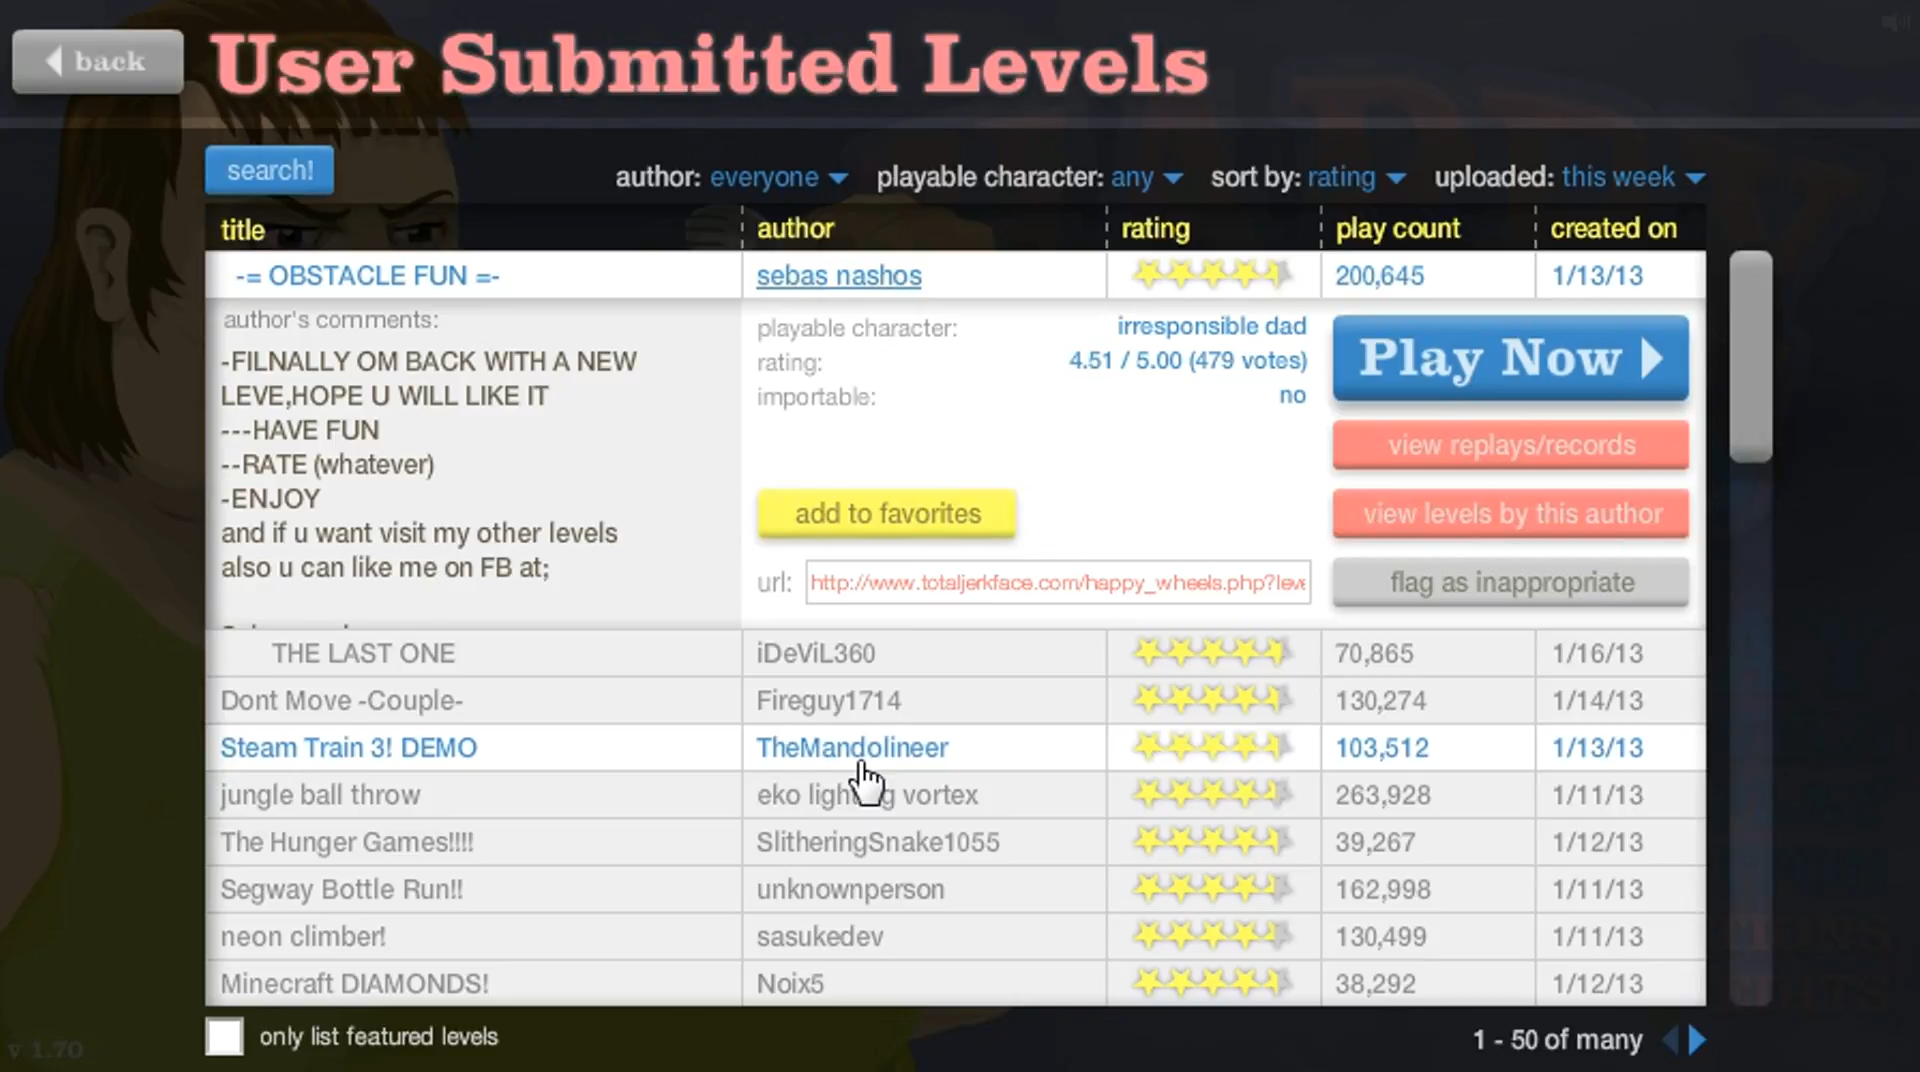 back
User Submitted Levels
search!
author: everyone
playable character: any
sort by: rating
uploaded: this week
title
author
rating
play count
created on
-= OBSTACLE FUN =-
sebas nashos
200,645
1/13/13
author's comments:
-FILNALLY OM BACK WITH A NEW
LEVE,HOPE U WILL LIKE IT
---HAVE FUN
--RATE (whatever)
-ENJOY
and if u want visit my other levels
also u can like me on FB at;
playable character: irresponsible dad
rating: 4.51 / 5.00 (479 votes)
importable: no
add to favorites
url: http://www.totaljerkface.com/happy_wheels.php?leve
Play Now
view replays/records
view levels by this author
flag as inappropriate
THE LAST ONE
iDeViL360
70,865
1/16/13
Dont Move -Couple-
Fireguy1714
130,274
1/14/13
Steam Train 3! DEMO
TheMandolineer
103,512
1/13/13
jungle ball throw
eko lighting vortex
263,928
1/11/13
The Hunger Games!!!!
SlitheringSnake1055
39,267
1/12/13
Segway Bottle Run!!
unknownperson
162,998
1/11/13
neon climber!
sasukedev
130,499
1/11/13
Minecraft DIAMONDS!
Noix5
38,292
1/12/13
only list featured levels
1 - 50 of many
v 1.70